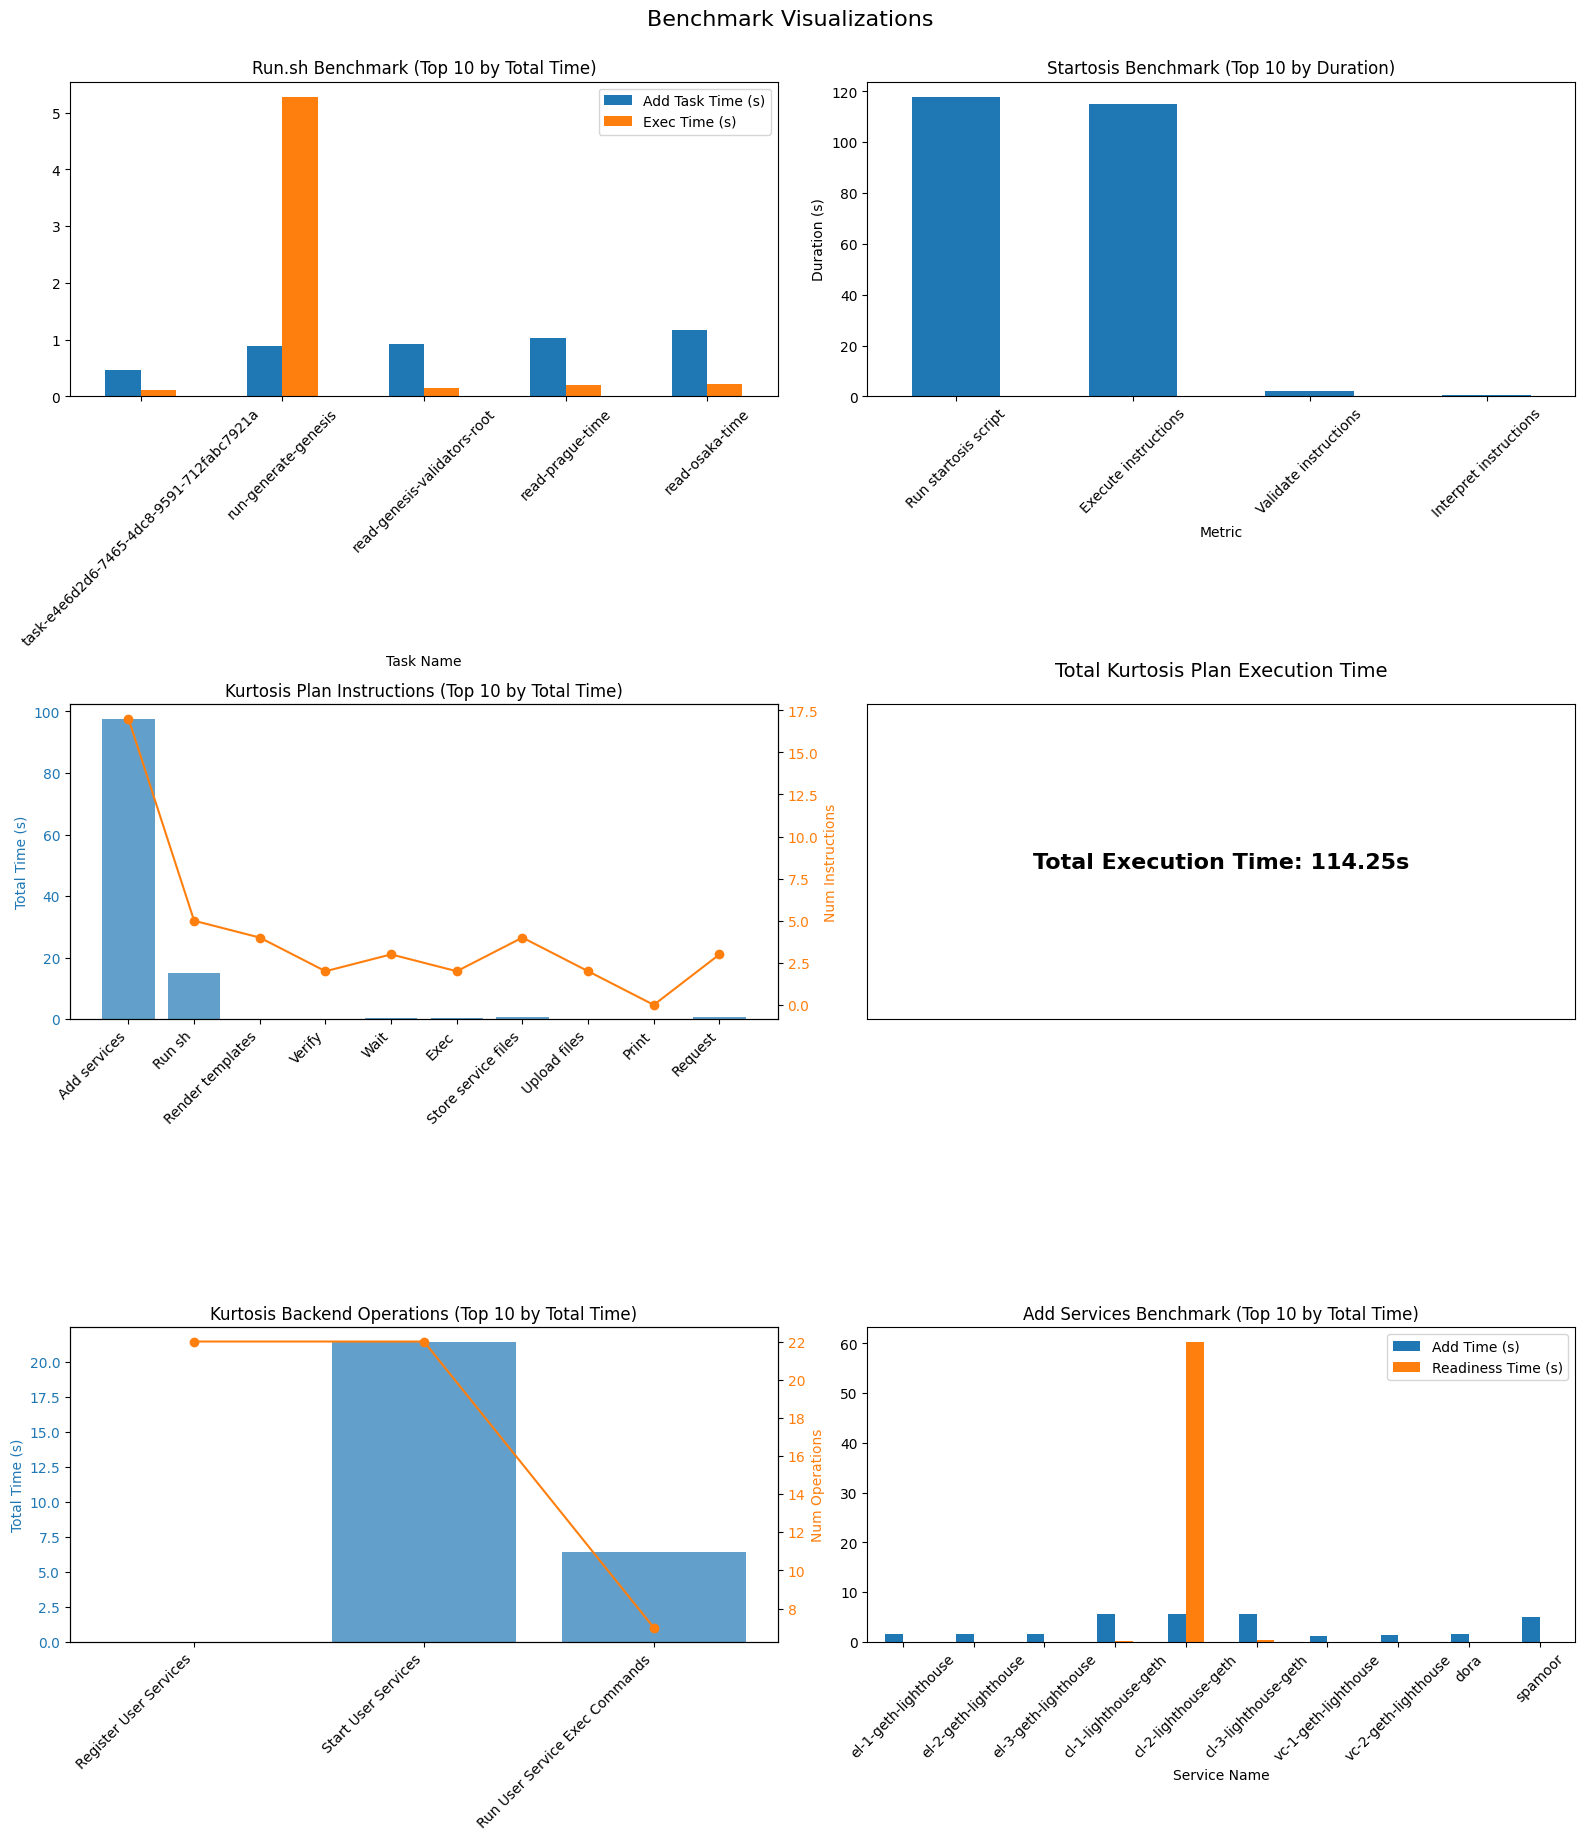 Benchmark Visualizations
Run.sh Benchmark (Top 10 by Total Time)
Add Task Time (s)
Exec Time (s)
5
4
3
2
1
0
task-e4e6d2d6-7465-4dc8-9591-712fabc7921a
run-generate-genesis
read-genesis-validators-root
read-prague-time
read-osaka-time
Task Name
Startosis Benchmark (Top 10 by Duration)
Duration (s)
120
100
80
60
40
20
0
Run startosis script
Execute instructions
Validate instructions
Interpret instructions
Metric
Kurtosis Plan Instructions (Top 10 by Total Time)
Total Time (s)
100
80
60
40
20
0
17.5
15.0
12.5
10.0
7.5
5.0
2.5
0.0
Num Instructions
Add services
Run sh
Render templates
Verify
Wait
Exec
Store service files
Upload files
Print
Request
Total Kurtosis Plan Execution Time
Total Execution Time: 114.25s
Kurtosis Backend Operations (Top 10 by Total Time)
Total Time (s)
20.0
17.5
15.0
12.5
10.0
7.5
5.0
2.5
0.0
22
20
18
16
14
12
10
8
Num Operations
Register User Services
Start User Services
Run User Service Exec Commands
Add Services Benchmark (Top 10 by Total Time)
Add Time (s)
Readiness Time (s)
60
50
40
30
20
10
0
el-1-geth-lighthouse
el-2-geth-lighthouse
el-3-geth-lighthouse
cl-1-lighthouse-geth
cl-2-lighthouse-geth
cl-3-lighthouse-geth
vc-1-geth-lighthouse
vc-2-geth-lighthouse
dora
spamoor
Service Name